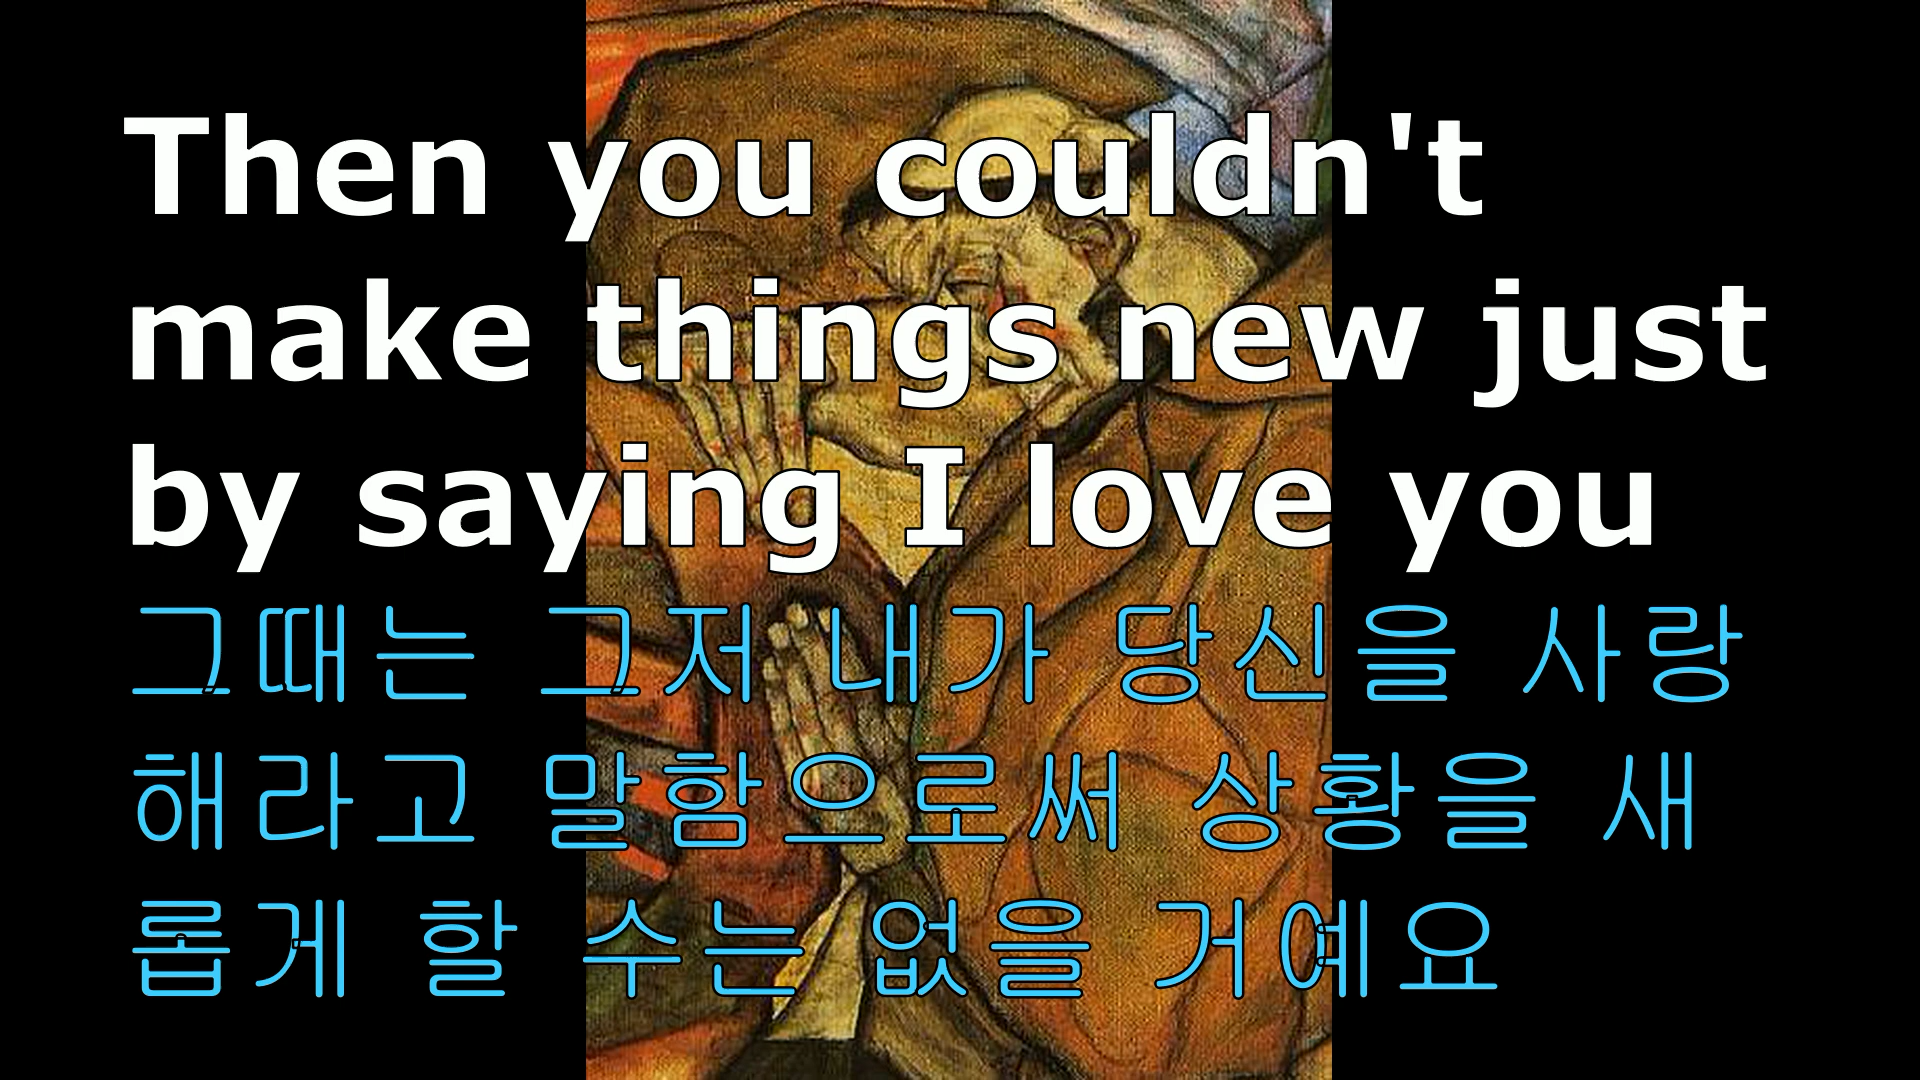 Then you couldn't
make things new just
by saying I love you
그때는 그저 내가 당신을 사랑
해라고 말함으로써 상황을 새
롭게 할 수는 없을 거예요